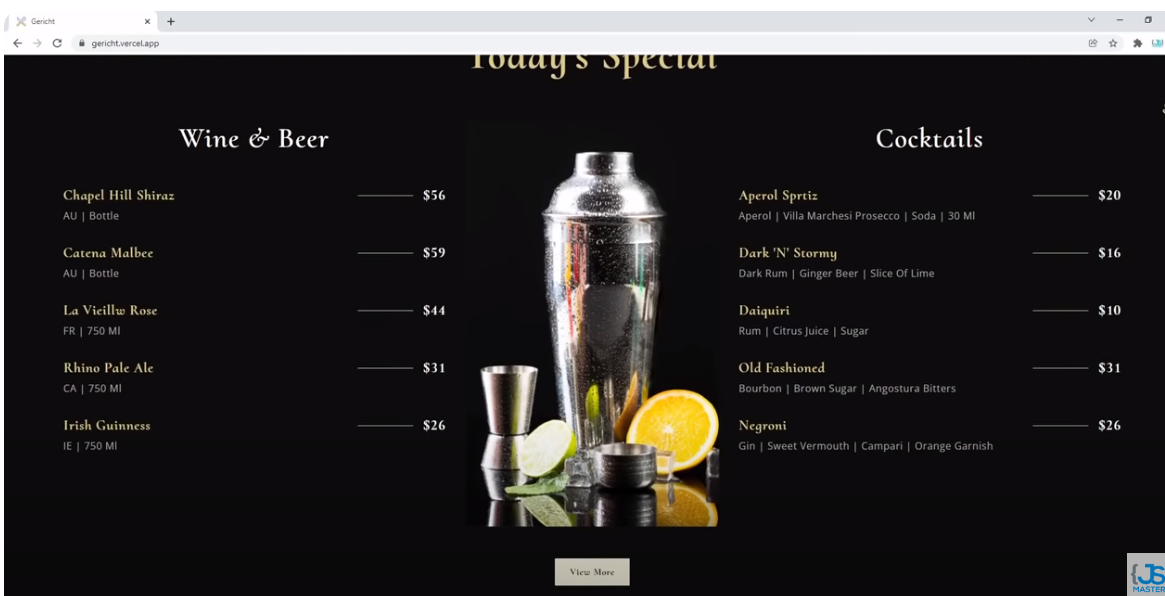 Gericht
gericht.vercel.app
Today's Special
Wine & Beer
Chapel Hill Shiraz $56
AU | Bottle
Catena Malbee $59
AU | Bottle
La Vieillw Rose $44
FR | 750 Ml
Rhino Pale Ale $31
CA | 750 Ml
Irish Guinness $26
IE | 750 Ml
Cocktails
Aperol Sprtiz $20
Aperol | Villa Marchesi Prosecco | Soda | 30 Ml
Dark 'N' Stormy $16
Dark Rum | Ginger Beer | Slice Of Lime
Daiquiri $10
Rum | Citrus Juice | Sugar
Old Fashioned $31
Bourbon | Brown Sugar | Angostura Bitters
Negroni $26
Gin | Sweet Vermouth | Campari | Orange Garnish
View More
{JS
MASTER